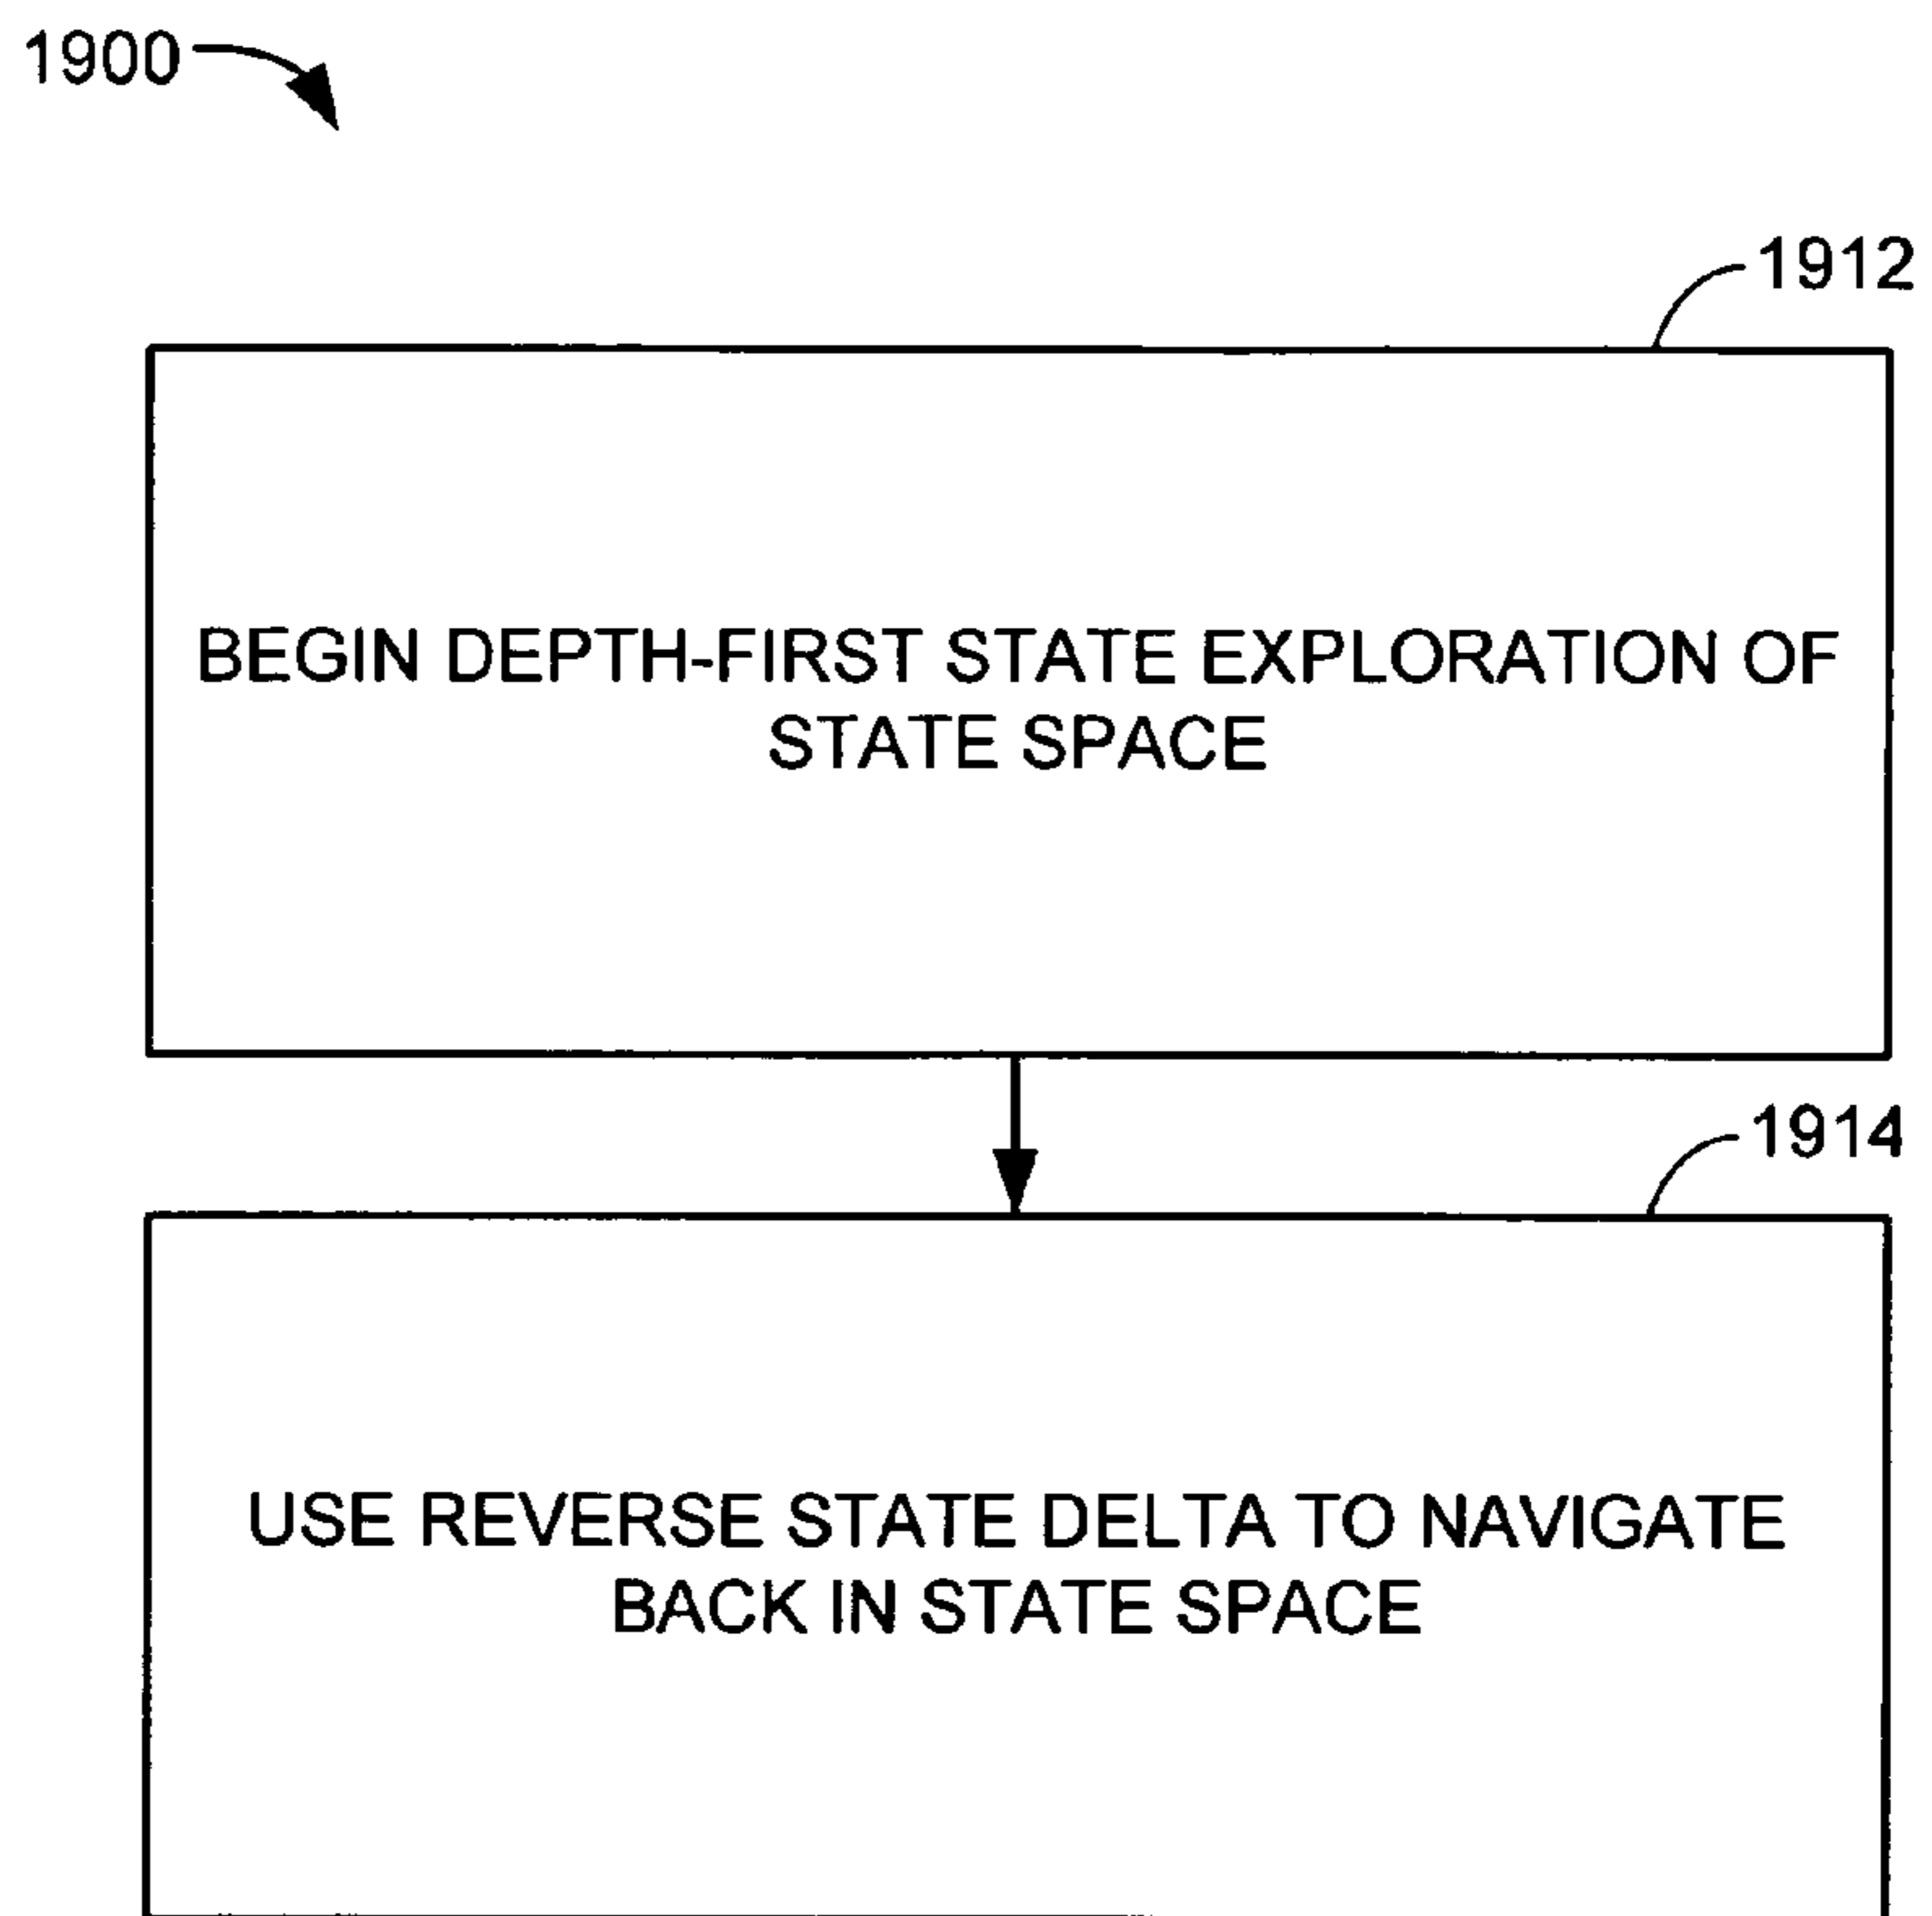 1900
1912
BEGIN DEPTH-FIRST STATE EXPLORATION OF
STATE SPACE
1914
USE REVERSE STATE DELTA TO NAVIGATE
BACK IN STATE SPACE